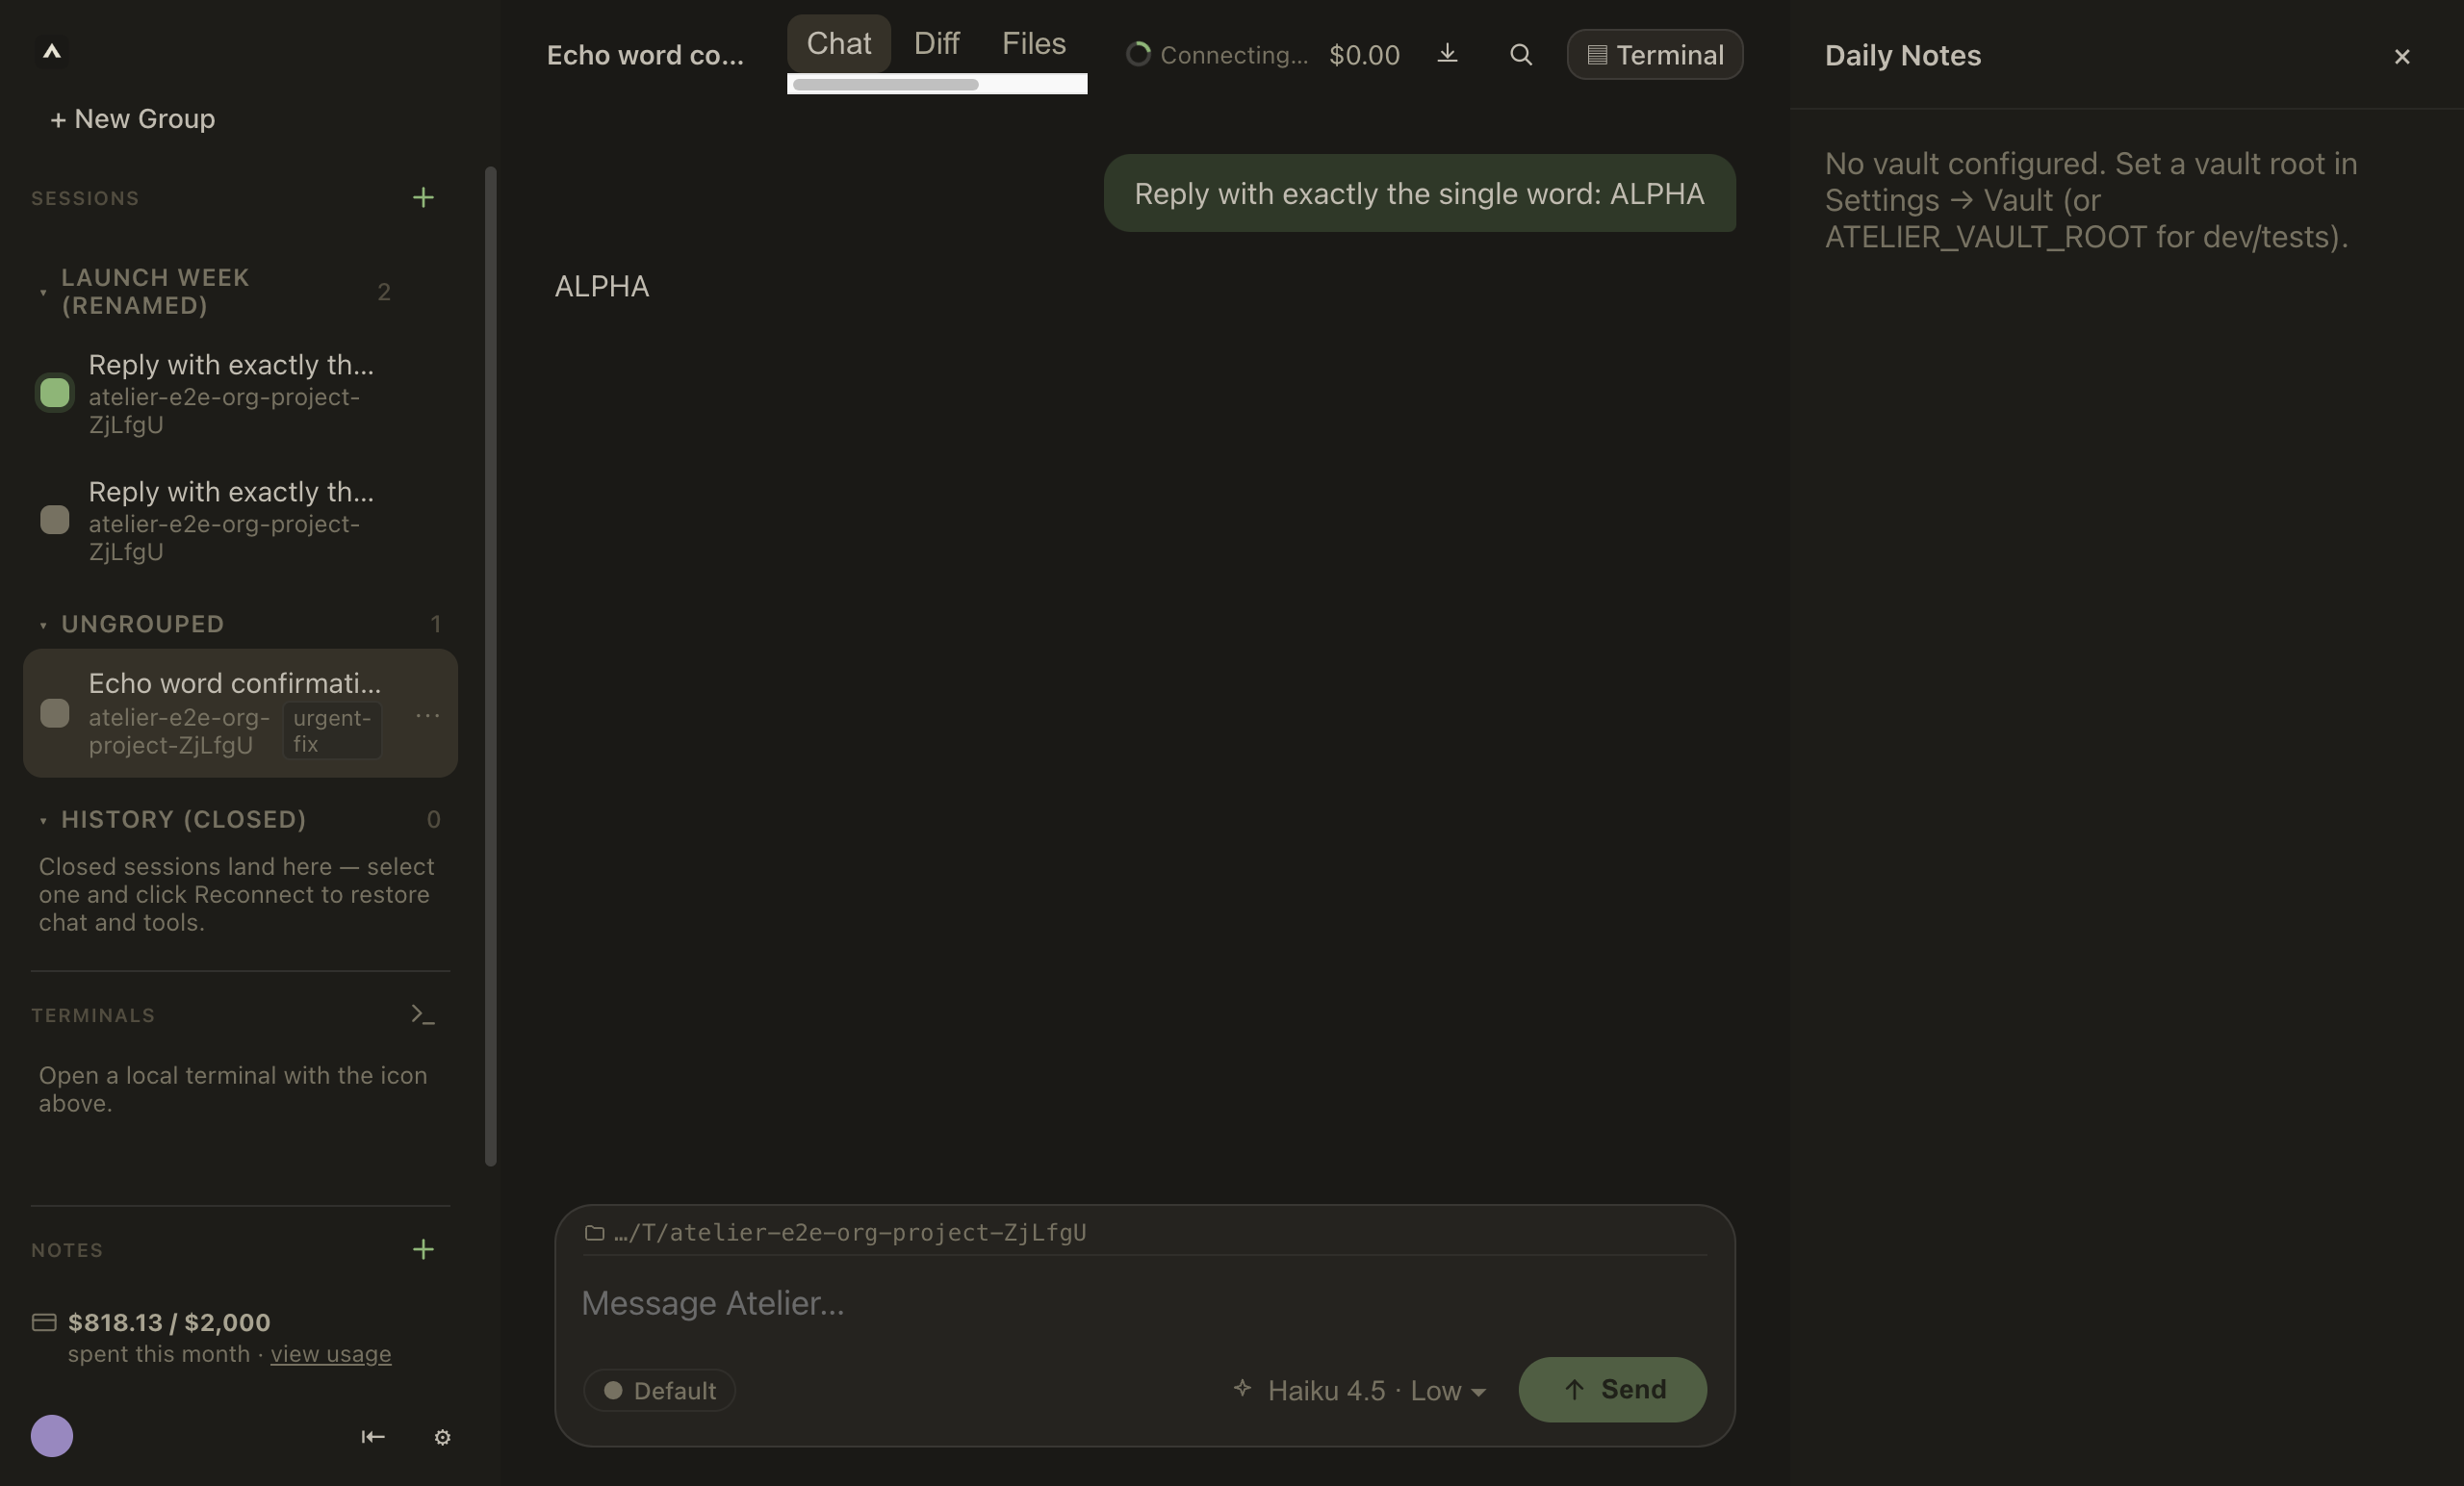 + New Group
SESSIONS
LAUNCH WEEK
(RENAMED)
2
Reply with exactly th...
atelier-e2e-org-project-
ZjLfgU
Reply with exactly th...
atelier-e2e-org-project-
ZjLfgU
UNGROUPED
1
Echo word confirmati...
atelier-e2e-org-
project-ZjLfgU
urgent-
fix
HISTORY (CLOSED)
0
Closed sessions land here — select
one and click Reconnect to restore
chat and tools.
TERMINALS
Open a local terminal with the icon
above.
NOTES
$818.13 / $2,000
spent this month · view usage
Echo word co...
Chat
Diff
Files
Connecting...
$0.00
Terminal
Reply with exactly the single word: ALPHA
ALPHA
…/T/atelier-e2e-org-project-ZjLfgU
Message Atelier...
Default
Haiku 4.5 · Low
Send
Daily Notes
No vault configured. Set a vault root in
Settings → Vault (or
ATELIER_VAULT_ROOT for dev/tests).